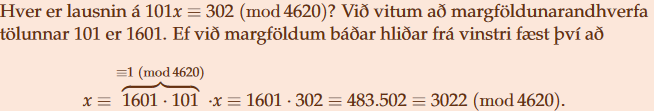 Hver er lausnin á 101x ≡ 302 (mod 4620)? Við vitum að margföldunarandhverfa
tölunnar 101 er 1601. Ef við margföldum báðar hliðar frá vinstri fæst því að
≡1 (mod 4620)
x ≡ 1601 · 101 · x ≡ 1601 · 302 ≡ 483.502 ≡ 3022 (mod 4620).